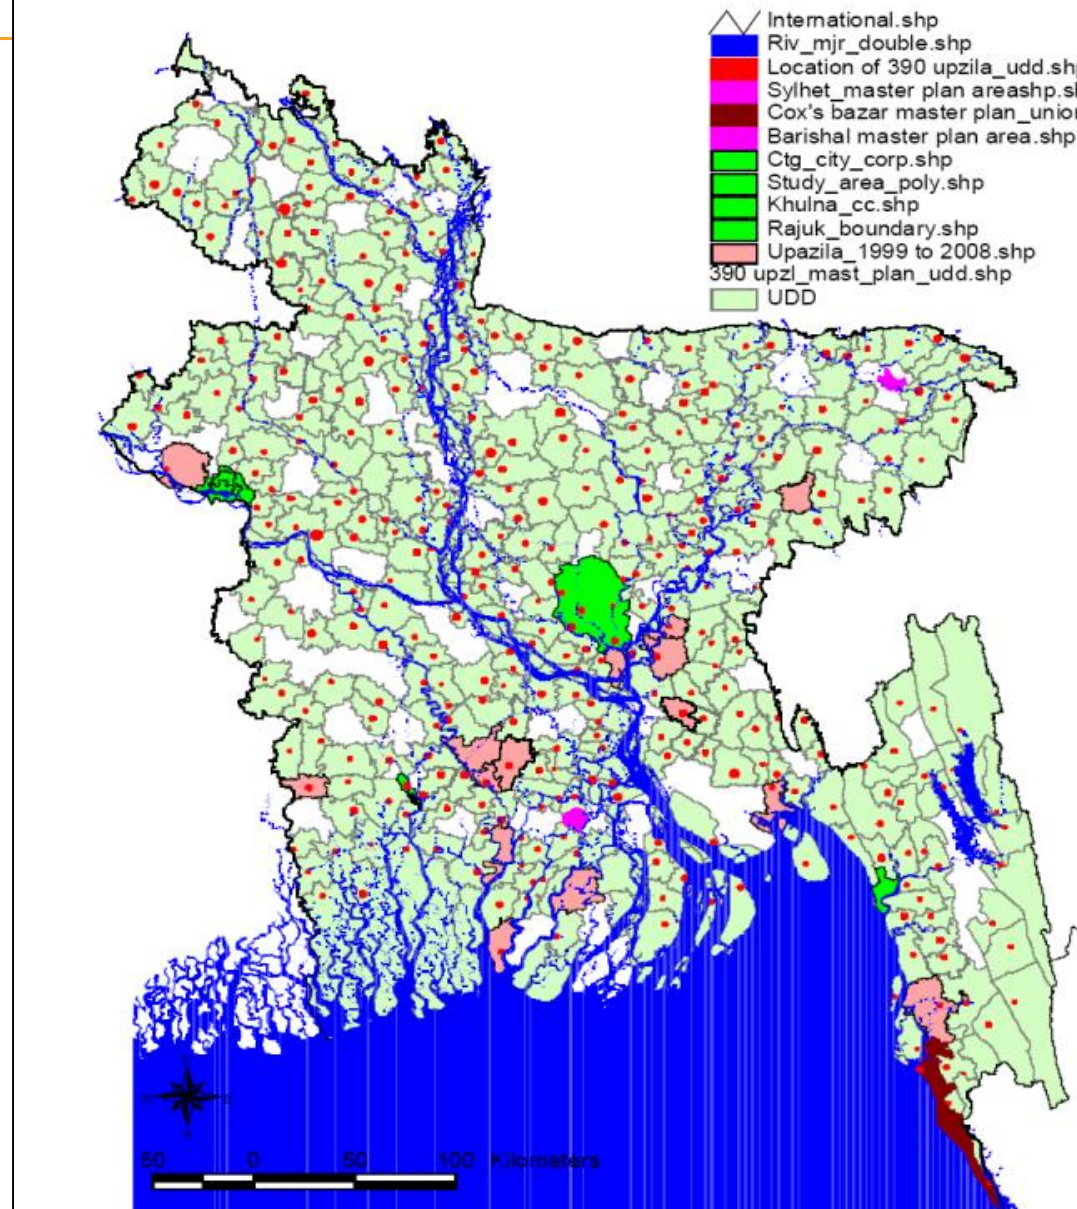 International.shp
Riv_mjr_double.shp
Location of 390 upzila_udd.shp
Sylhet_master plan areashp.sh
Cox's bazar master plan_union
Barishal master plan area.shp
Ctg_city_corp.shp
Study_area_poly.shp
Khulna_cc.shp
Rajuk_boundary.shp
Upazila_1999 to 2008.shp
390 upzl_mast_plan_udd.shp
UDD
50 0 50 100 Kilometers